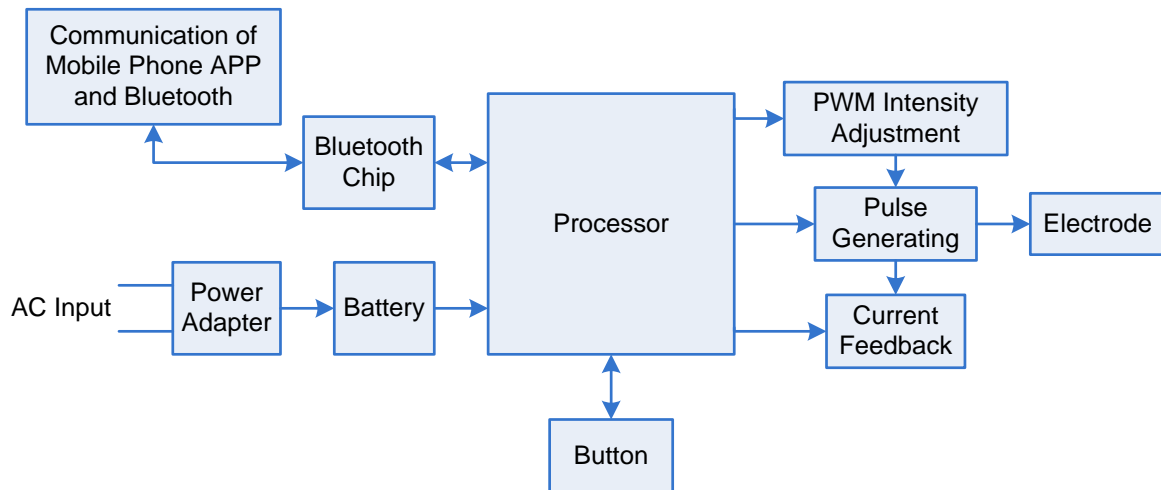 Communication of
Mobile Phone APP
and Bluetooth
Bluetooth
Chip
Processor
PWM Intensity
Adjustment
Pulse
Generating
Electrode
AC Input
Power
Adapter
Battery
Current
Feedback
Button